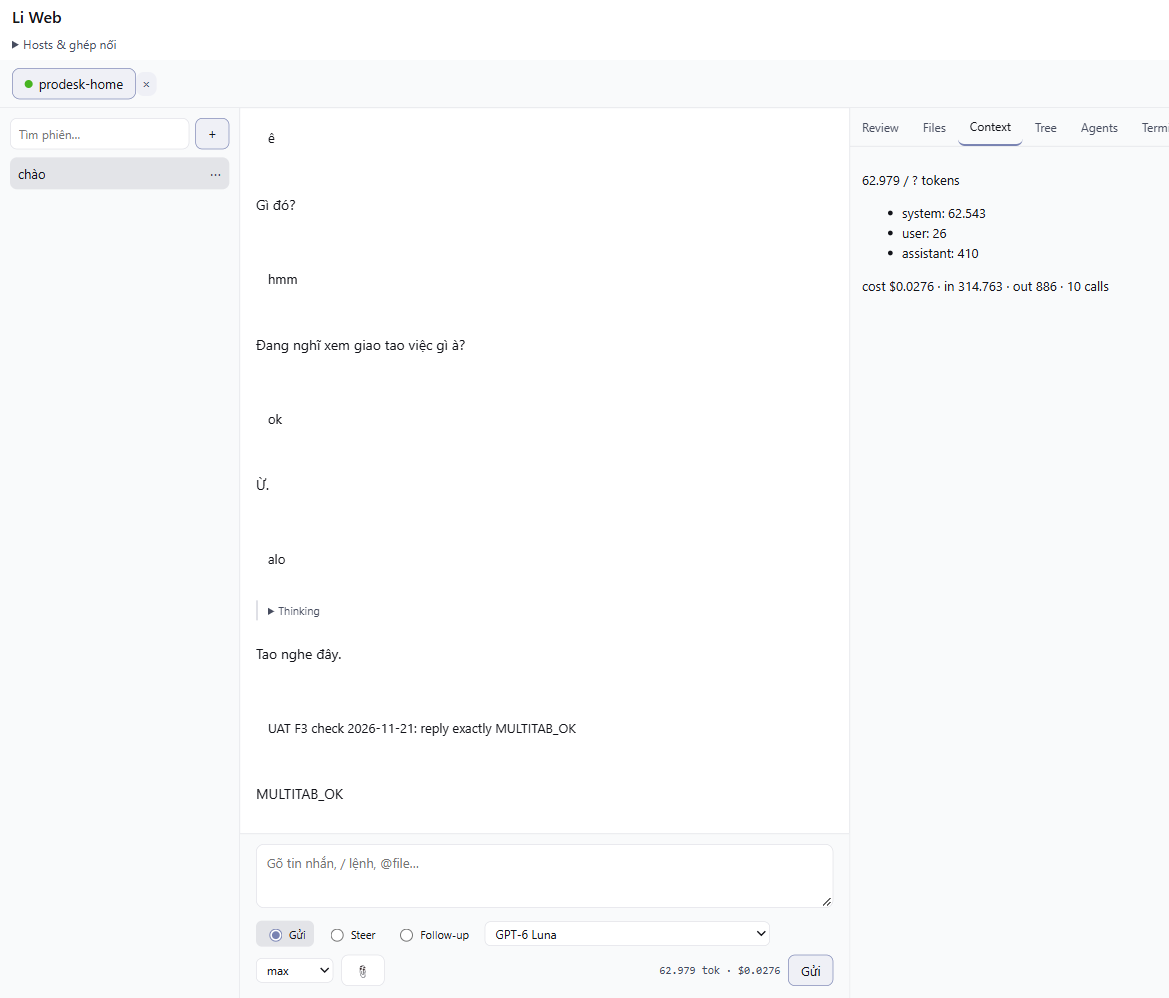 Li Web
▶ Hosts & ghép nối
prodesk-home ×
Tìm phiên... +
chào ...
ê
Gì đó?
hmm
Đang nghĩ xem giao tao việc gì à?
ok
Ừ.
alo
▶ Thinking
Tao nghe đây.
UAT F3 check 2026-11-21: reply exactly MULTITAB_OK
MULTITAB_OK
Gõ tin nhắn, / lệnh, @file...
Gửi Steer Follow-up GPT-6 Luna
max 62.979 tok · $0.0276 Gửi
Review Files Context Tree Agents Termi
62.979 / ? tokens
• system: 62.543
• user: 26
• assistant: 410
cost $0.0276 · in 314.763 · out 886 · 10 calls